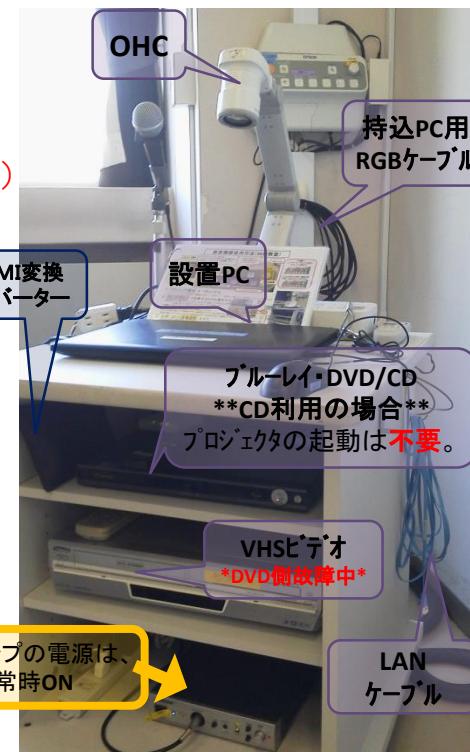 OHC
EPSON
持込PC用
RGBｹｰﾌﾞﾙ
)
MI変換
バーター
設置PC
ﾌﾞﾙｰﾚｲ・DVD/CD
**CD利用の場合**
ﾌﾟﾛｼﾞｪｸﾀの起動は不要。
VHSﾋﾞﾃﾞｵ
*DVD側故障中*
プの電源は、
常時ON
LAN
ｹｰﾌﾞﾙ